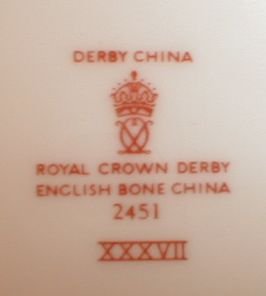 DERBY CHINA
ROYAL CROWN DERBY
ENGLISH BONE CHINA
2451
XXXVII